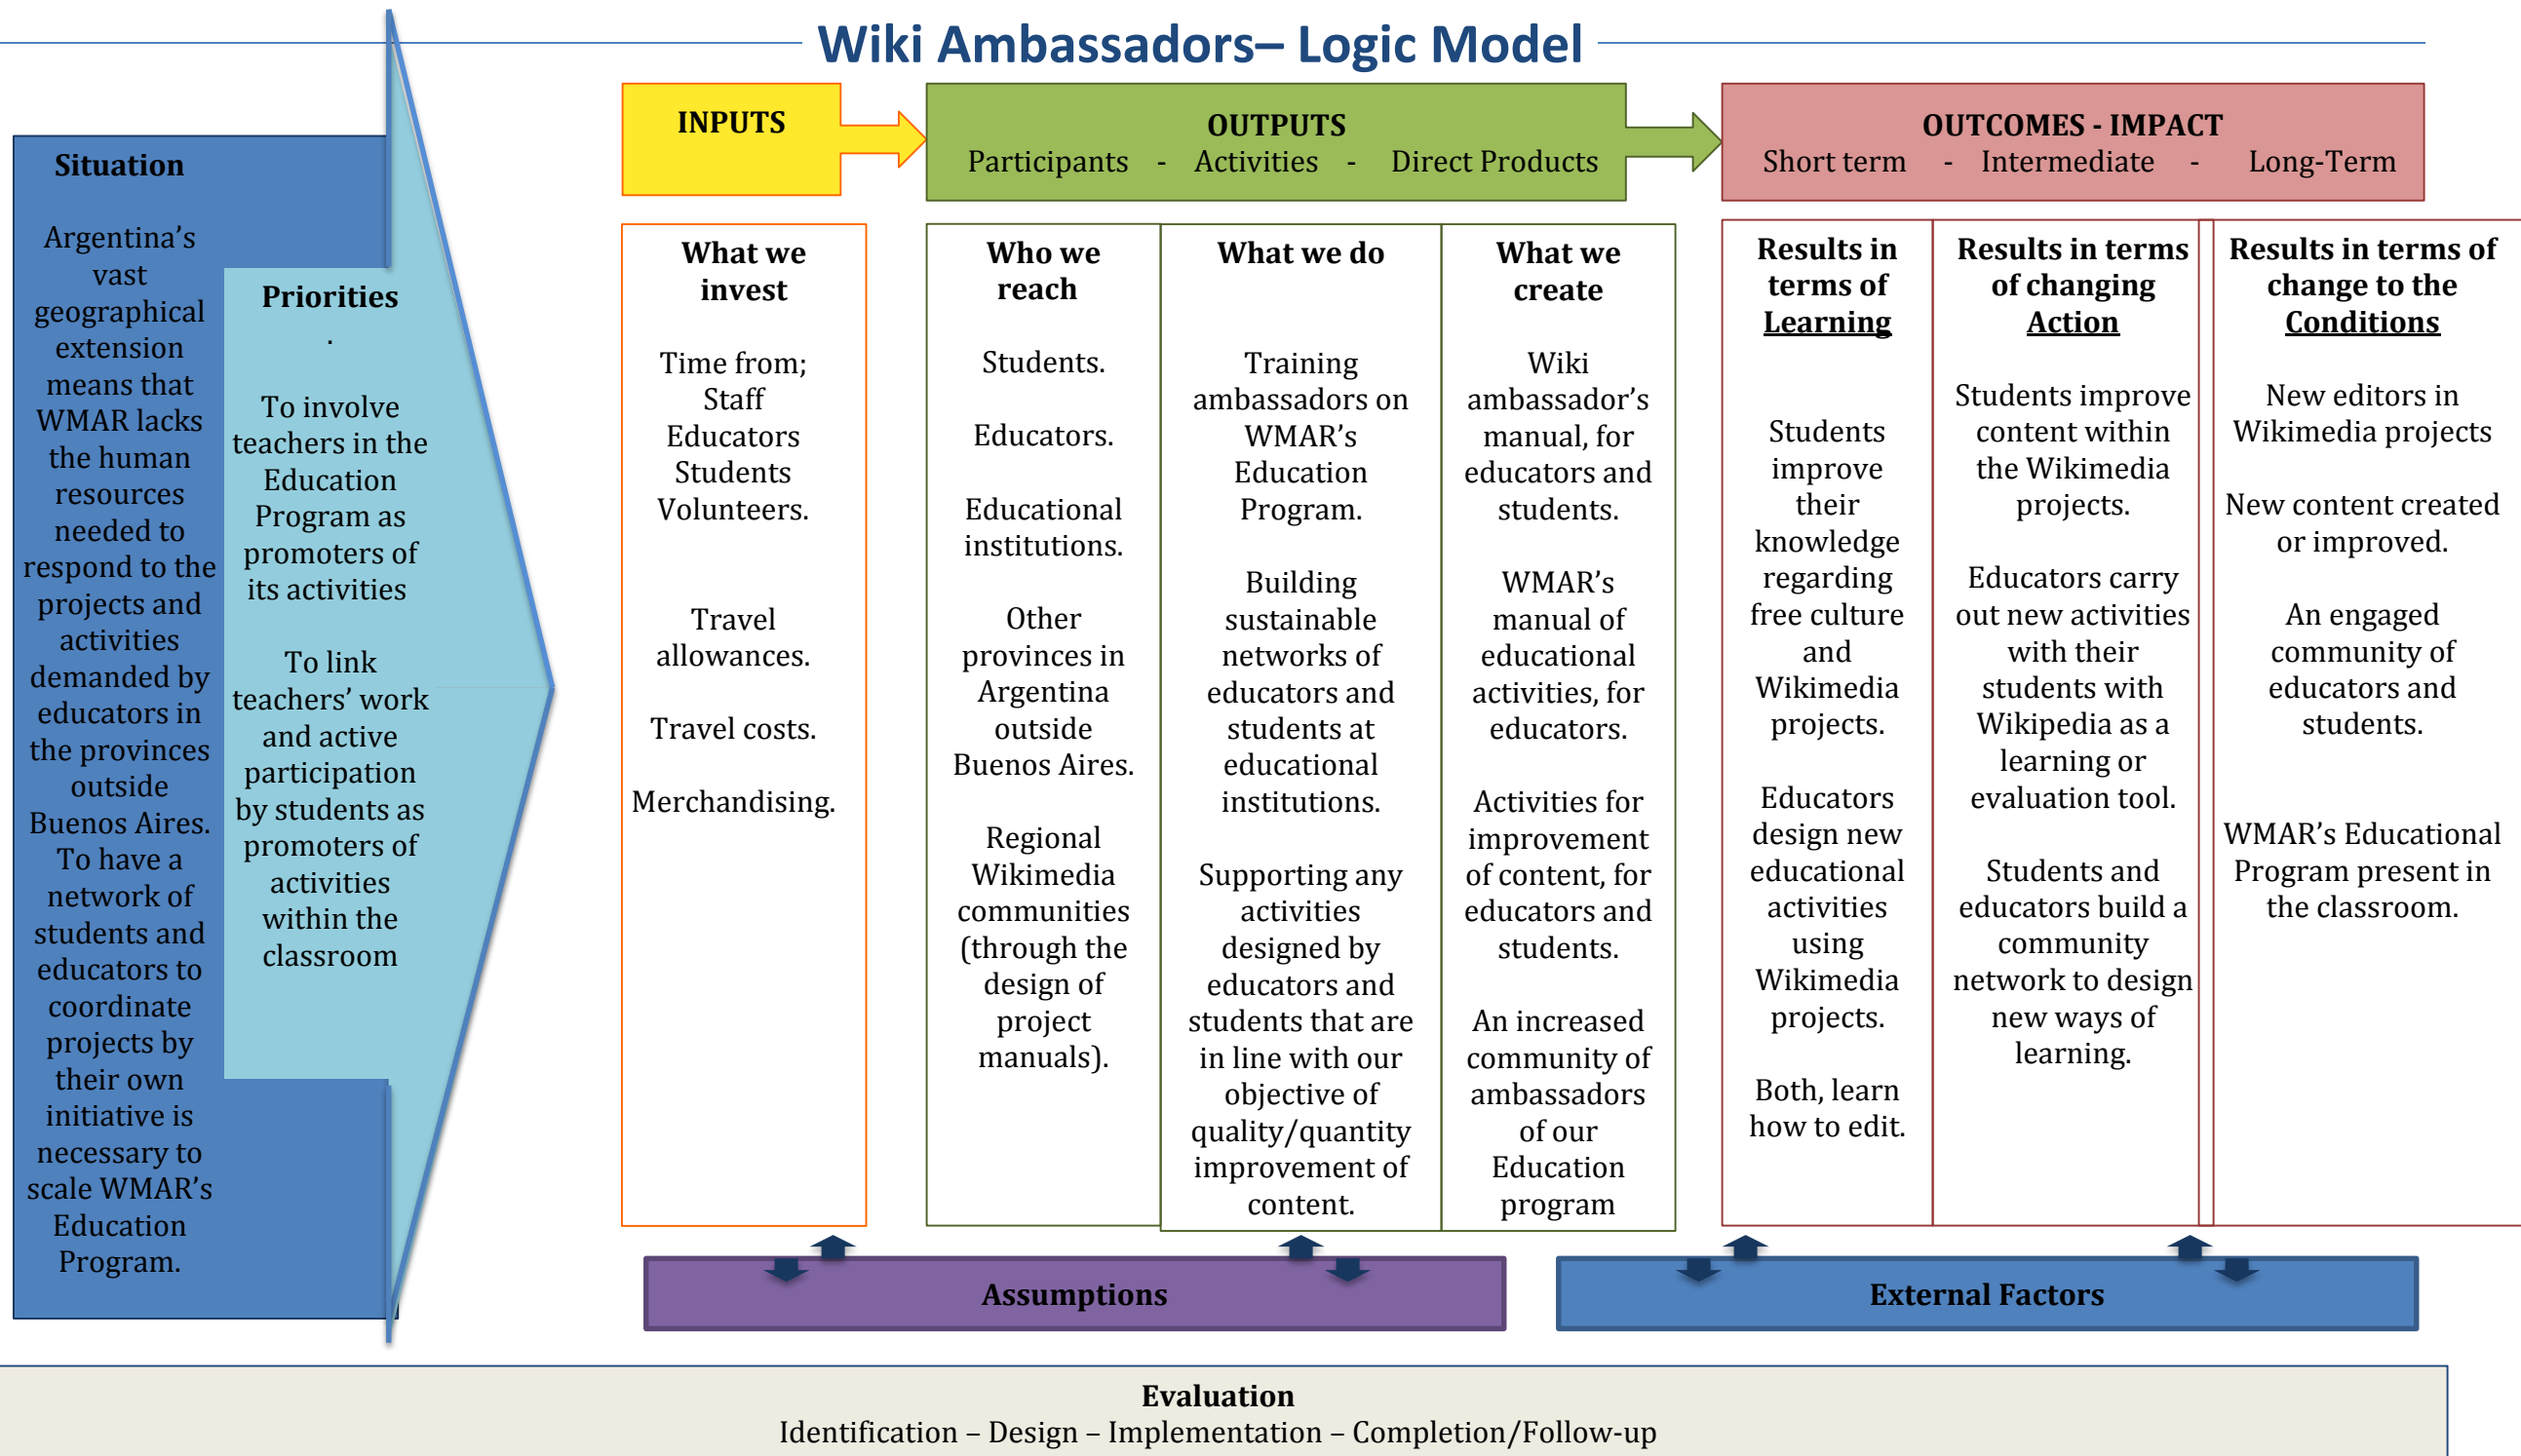 Wiki Ambassadors– Logic Model
Situation
Argentina’s
vast
geographical
extension
means that
WMAR lacks
the human
resources
needed to
respond to the
projects and
activities
demanded by
educators in
the provinces
outside
Buenos Aires.
To have a
network of
students and
educators to
coordinate
projects by
their own
initiative is
necessary to
scale WMAR’s
Education
Program.
Priorities
.
To involve
teachers in the
Education
Program as
promoters of
its activities
To link
teachers’ work
and active
participation
by students as
promoters of
activities
within the
classroom
INPUTS
What we
invest
Time from;
Staff
Educators
Students
Volunteers.
Travel
allowances.
Travel costs.
Merchandising.
OUTPUTS
Participants - Activities - Direct Products
Who we
reach
Students.
Educators.
Educational
institutions.
Other
provinces in
Argentina
outside
Buenos Aires.
Regional
Wikimedia
communities
(through the
design of
project
manuals).
What we do
Training
ambassadors on
WMAR’s
Education
Program.
Building
sustainable
networks of
educators and
students at
educational
institutions.
Supporting any
activities
designed by
educators and
students that are
in line with our
objective of
quality/quantity
improvement of
content.
What we
create
Wiki
ambassador’s
manual, for
educators and
students.
WMAR’s
manual of
educational
activities, for
educators.
Activities for
improvement
of content, for
educators and
students.
An increased
community of
ambassadors
of our
Education
program
OUTCOMES - IMPACT
Short term - Intermediate - Long-Term
Results in
terms of
Learning
Students
improve
their
knowledge
regarding
free culture
and
Wikimedia
projects.
Educators
design new
educational
activities
using
Wikimedia
projects.
Both, learn
how to edit.
Results in terms
of changing
Action
Students improve
content within
the Wikimedia
projects.
Educators carry
out new activities
with their
students with
Wikipedia as a
learning or
evaluation tool.
Students and
educators build a
community
network to design
new ways of
learning.
Results in terms of
change to the
Conditions
New editors in
Wikimedia projects
New content created
or improved.
An engaged
community of
educators and
students.
WMAR’s Educational
Program present in
the classroom.
Assumptions
External Factors
Evaluation
Identification – Design – Implementation – Completion/Follow-up